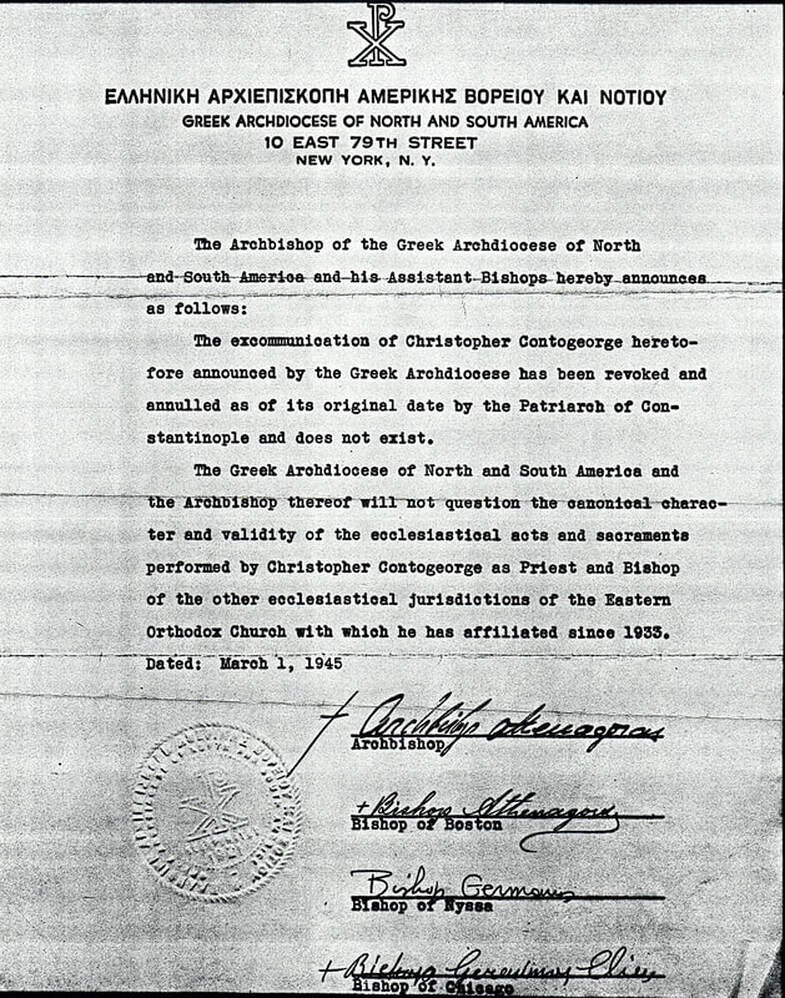 ΕΛΛΗΝΙΚΗ ΑΡΧΙΕΠΙΣΚΟΠΗ ΑΜΕΡΙΚΗΣ ΒΟΡΕΙΟΥ ΚΑΙ ΝΟΤΙΟΥ
GREEK ARCHDIOCESE OF NORTH AND SOUTH AMERICA
10 EAST 79TH STREET
NEW YORK, N. Y.
The Archbishop of the Greek Archdiocese of North
and South America and his Assistant Bishops hereby announces
as follows:
The excommunication of Christopher Contogeorge hereto-
fore announced by the Greek Archdiocese has been revoked and
annulled as of its original date by the Patriarch of Con-
stantinople and does not exist.
The Greek Archdiocese of North and South America and
the Archbishop thereof will not question the canonical charac-
ter and validity of the ecclesiastical acts and sacraments
performed by Christopher Contogeorge as Priest and Bishop
of the other ecclesiastical jurisdictions of the Eastern
Orthodox Church with which he has affiliated since 1933.
Dated: March 1, 1945
+ Archbishop Athenagoras
Archbishop
+ Bishop Athenagoras
Bishop of Boston
Bishop Germanos
Bishop of Nyssa
+ Bishop Gerasimos
Bishop of Chicago